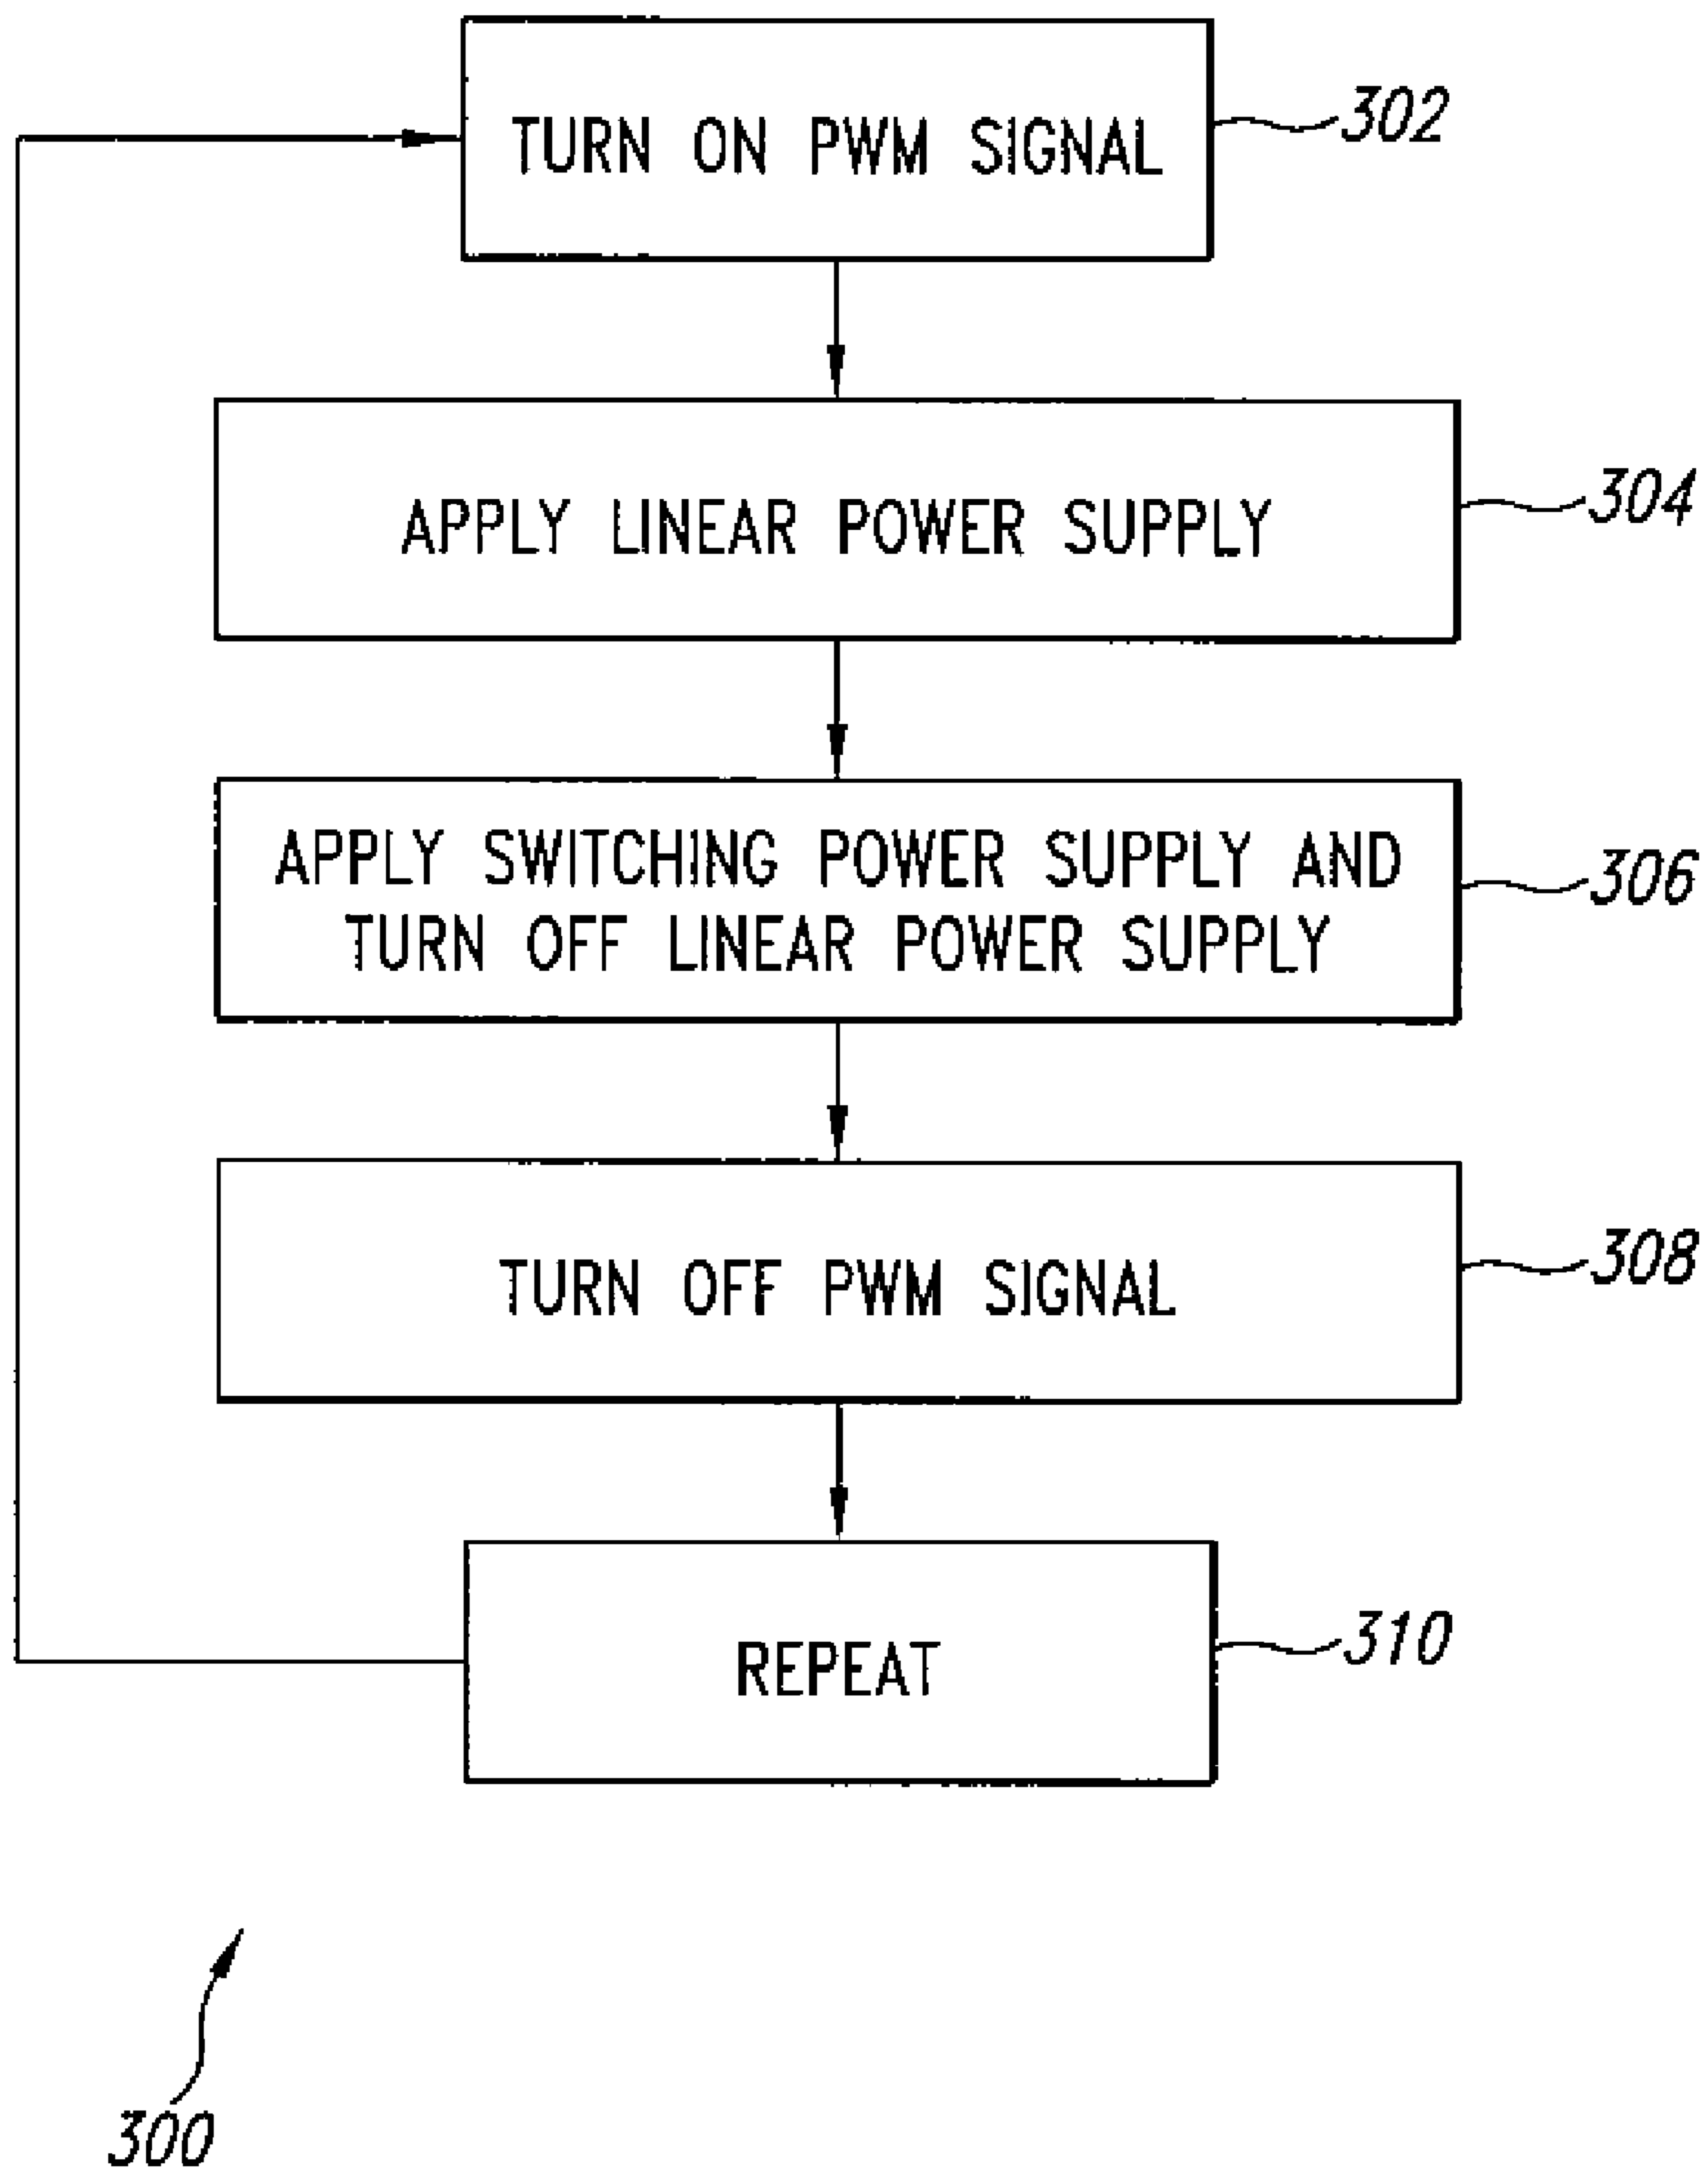 TURN ON PWM SIGNAL
302
APPLY LINEAR POWER SUPPLY
304
APPLY SWITCHING POWER SUPPLY AND
TURN OFF LINEAR POWER SUPPLY
306
TURN OFF PWM SIGNAL
308
REPEAT
310
300